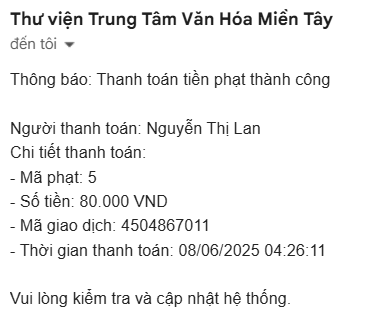 Thư viện Trung Tâm Văn Hóa Miền Tây
đến tôi
Thông báo: Thanh toán tiền phạt thành công
Người thanh toán: Nguyễn Thị Lan
Chi tiết thanh toán:
- Mã phạt: 5
- Số tiền: 80.000 VND
- Mã giao dịch: 4504867011
- Thời gian thanh toán: 08/06/2025 04:26:11
Vui lòng kiểm tra và cập nhật hệ thống.